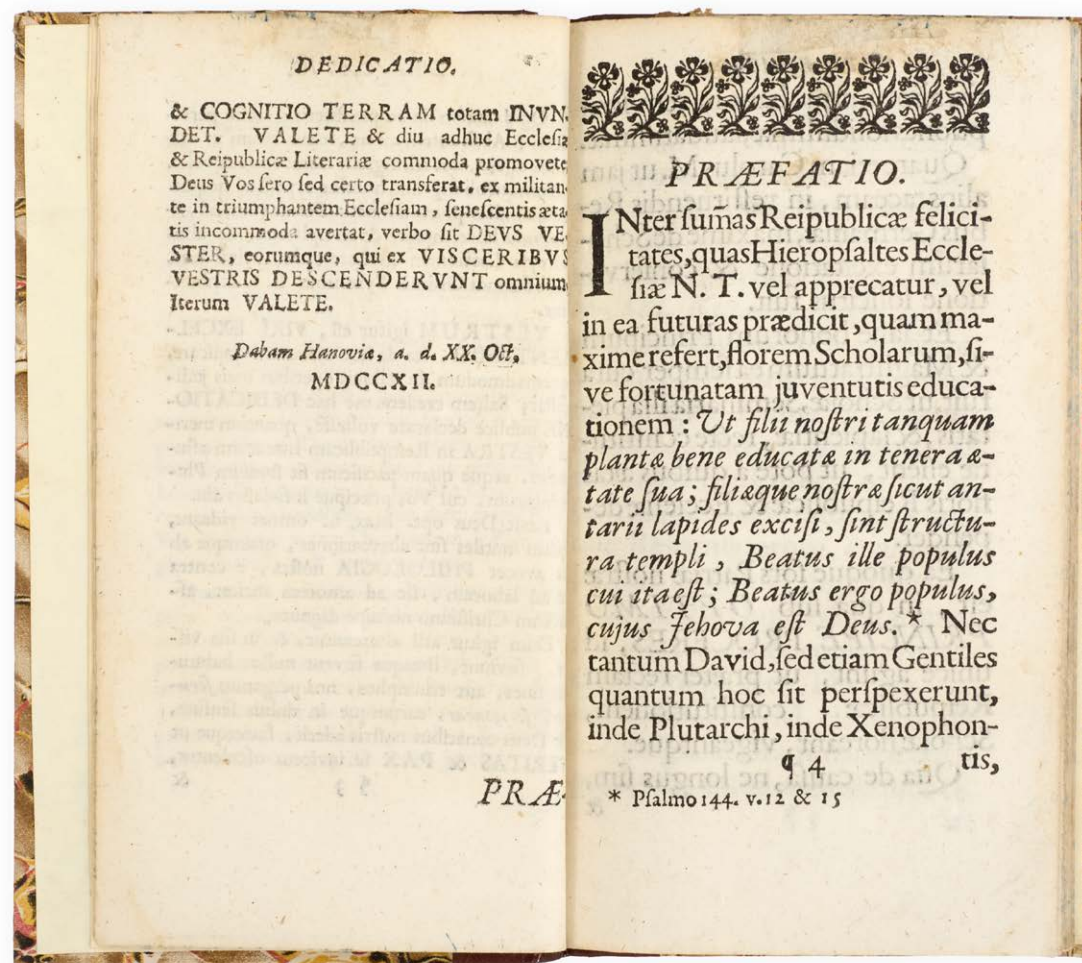 DEDICATIO.
& COGNITIO TERRAM totam INVN-
DET. VALETE & diu adhuc Ecclesiæ
& Reipublicæ Literariæ commoda promovete
Deus Vos ſero ſed certo transferat, ex militan-
te in triumphantem Eccleſiam, ſeneſcentis æta-
tis incommoda avertat, verbo ſit DEVS VE-
STER, eorumque, qui ex VISCERIBVS
VESTRIS DESCENDERVNT omnium
Iterum VALETE.
Dabam Hanoviæ, a. d. XX. Oct,
MDCCXII.
PRÆ-
PRÆFATIO.
INter ſum̃as Reipublicæ felici-
tates, quas Hieropſaltes Eccle-
ſiæ N. T. vel apprecatur, vel
in ea futuras prædicit, quam ma-
xime refert, florem Scholarum, ſi-
ve fortunatam juventutis educa-
tionem : Ut filii noſtri tanquam
plantæ bene educatæ in tenera æ-
tate ſua; filiæque noſtræ ſicut an-
tarii lapides exciſi, ſint ſtructu-
ra templi, Beatus ille populus
cui ita eſt; Beatus ergo populus,
cujus Jehova eſt Deus. * Nec
tantum David, ſed etiam Gentiles
quantum hoc ſit perſpexerunt,
inde Plutarchi, inde Xenophon-
¶ 4 tis,
* Pſalmo 144. v. 12 & 15